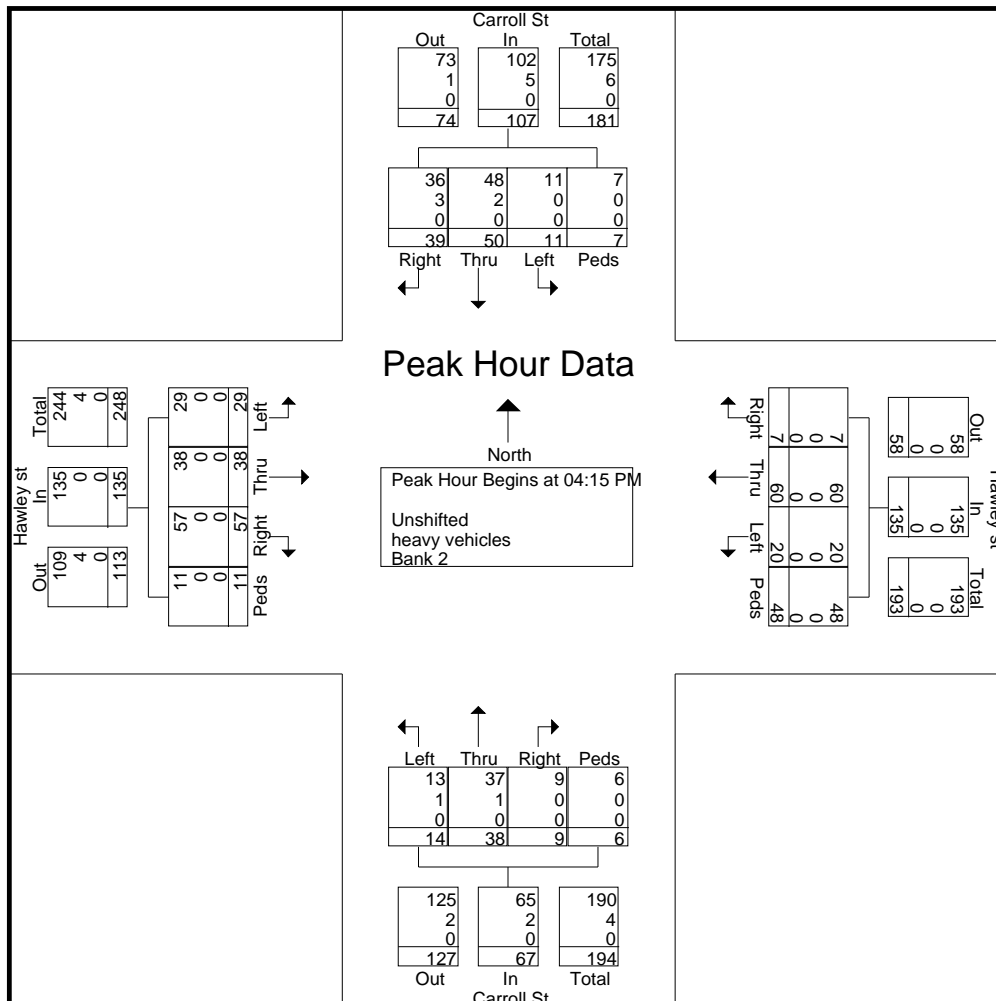 Carroll St
Out In Total
73 102 175
1 5 6
0 0 0
74 107 181
36 48 11 7
3 2 0 0
0 0 0 0
39 50 11 7
Right Thru Left Peds
Peak Hour Data
North
Peak Hour Begins at 04:15 PM
Unshifted
heavy vehicles
Bank 2
Hawley st
Total
244 4 0 248
In
135 0 0 135
Out
109 4 0 113
Left
29 0 0 29
Thru
38 0 0 38
Right
57 0 0 57
Peds
11 0 0 11
Right
7 0 0 7
Thru
60 0 0 60
Left
20 0 0 20
Peds
48 0 0 48
Out
58 0 0 58
In
135 0 0 135
Total
193 0 0 193
Hawley st
Left Thru Right Peds
13 37 9 6
1 1 0 0
0 0 0 0
14 38 9 6
125 65 190
2 2 4
0 0 0
127 67 194
Out In Total
Carroll St